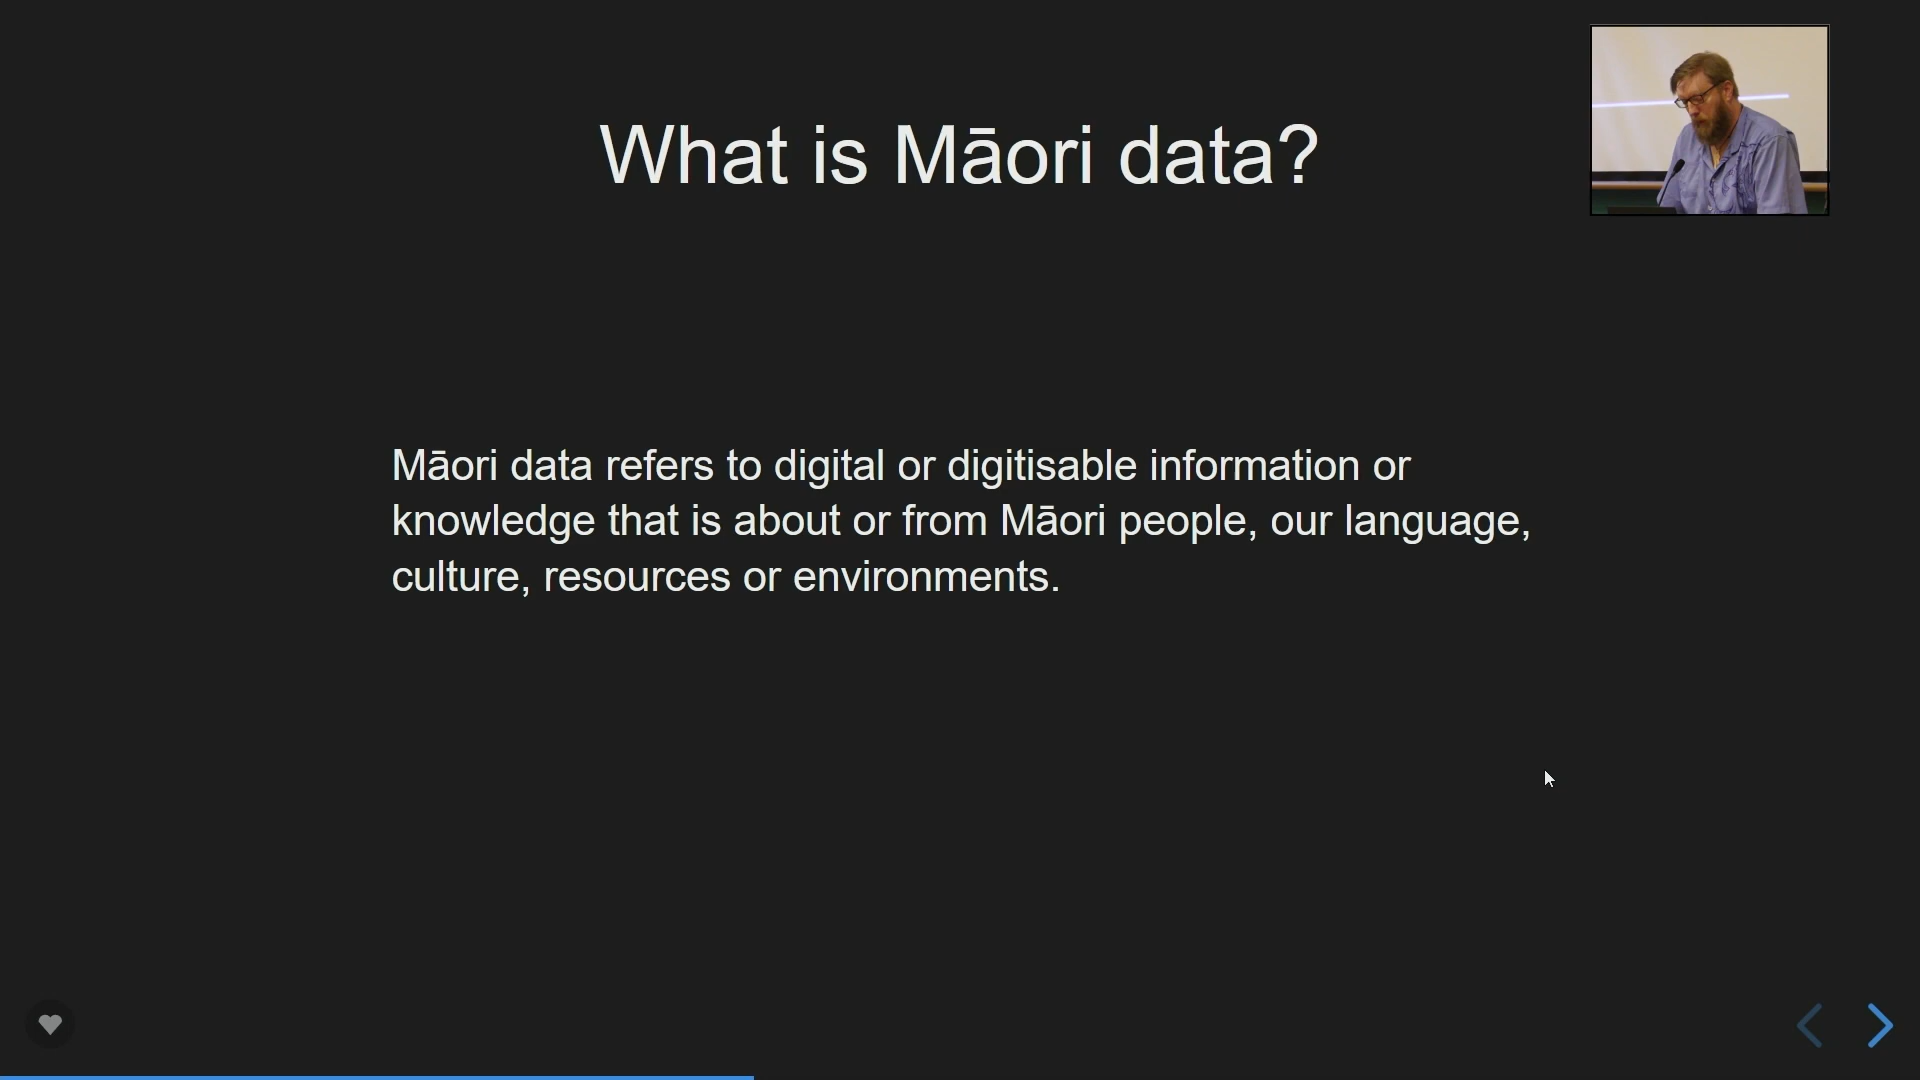 What is Māori data?
Māori data refers to digital or digitisable information or
knowledge that is about or from Māori people, our language,
culture, resources or environments.